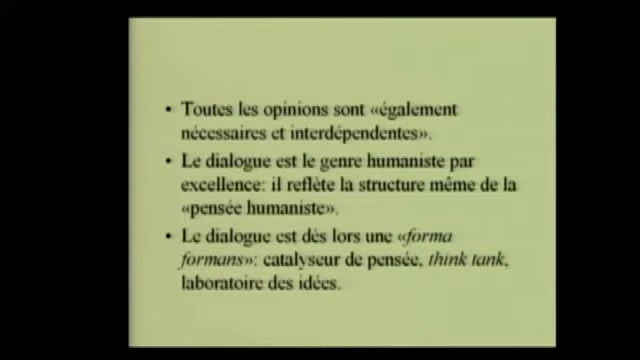 • Toutes les opinions sont «également
nécessaires et interdépendentes».
• Le dialogue est le genre humaniste par
excellence: il reflète la structure même de la
«pensée humaniste».
• Le dialogue est dès lors une «forma
formans»: catalyseur de pensée, think tank,
laboratoire des idées.